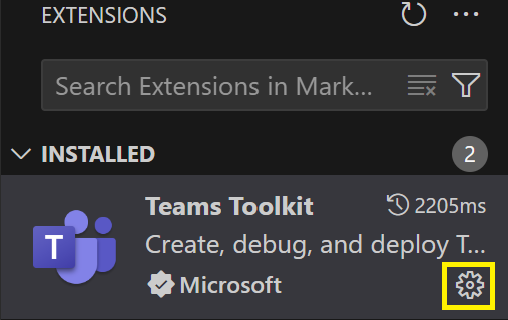 EXTENSIONS
Search Extensions in Mark...
INSTALLED 2
Teams Toolkit 2205ms
T Create, debug, and deploy T...
Microsoft